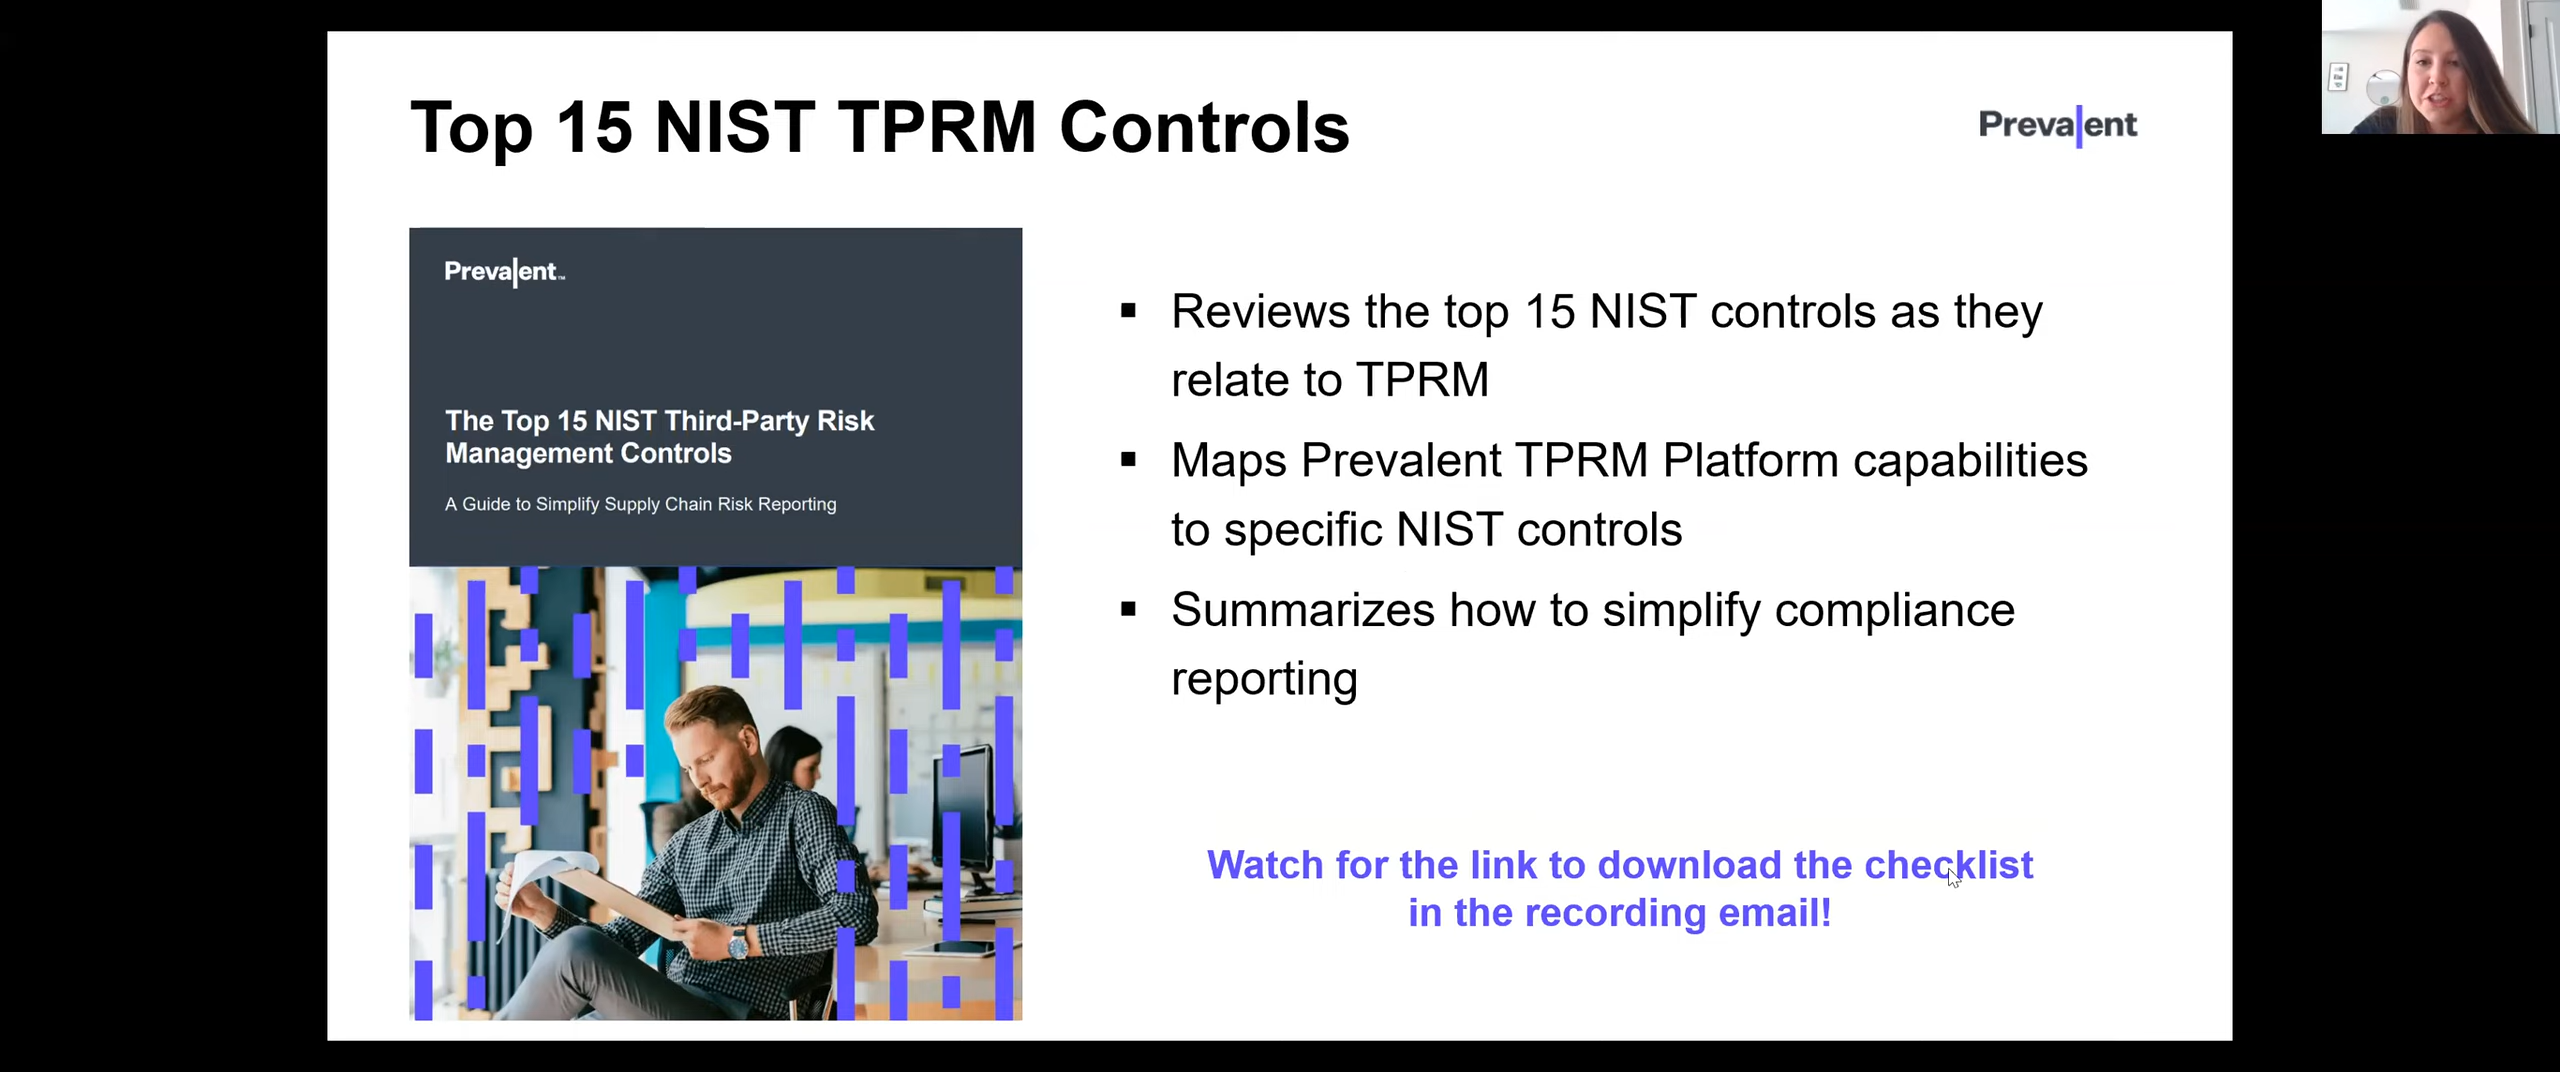 Top 15 NIST TPRM Controls
Prevalent
Prevalent™
The Top 15 NIST Third-Party Risk
Management Controls
A Guide to Simplify Supply Chain Risk Reporting
▪ Reviews the top 15 NIST controls as they
relate to TPRM
▪ Maps Prevalent TPRM Platform capabilities
to specific NIST controls
▪ Summarizes how to simplify compliance
reporting
Watch for the link to download the checklist
in the recording email!